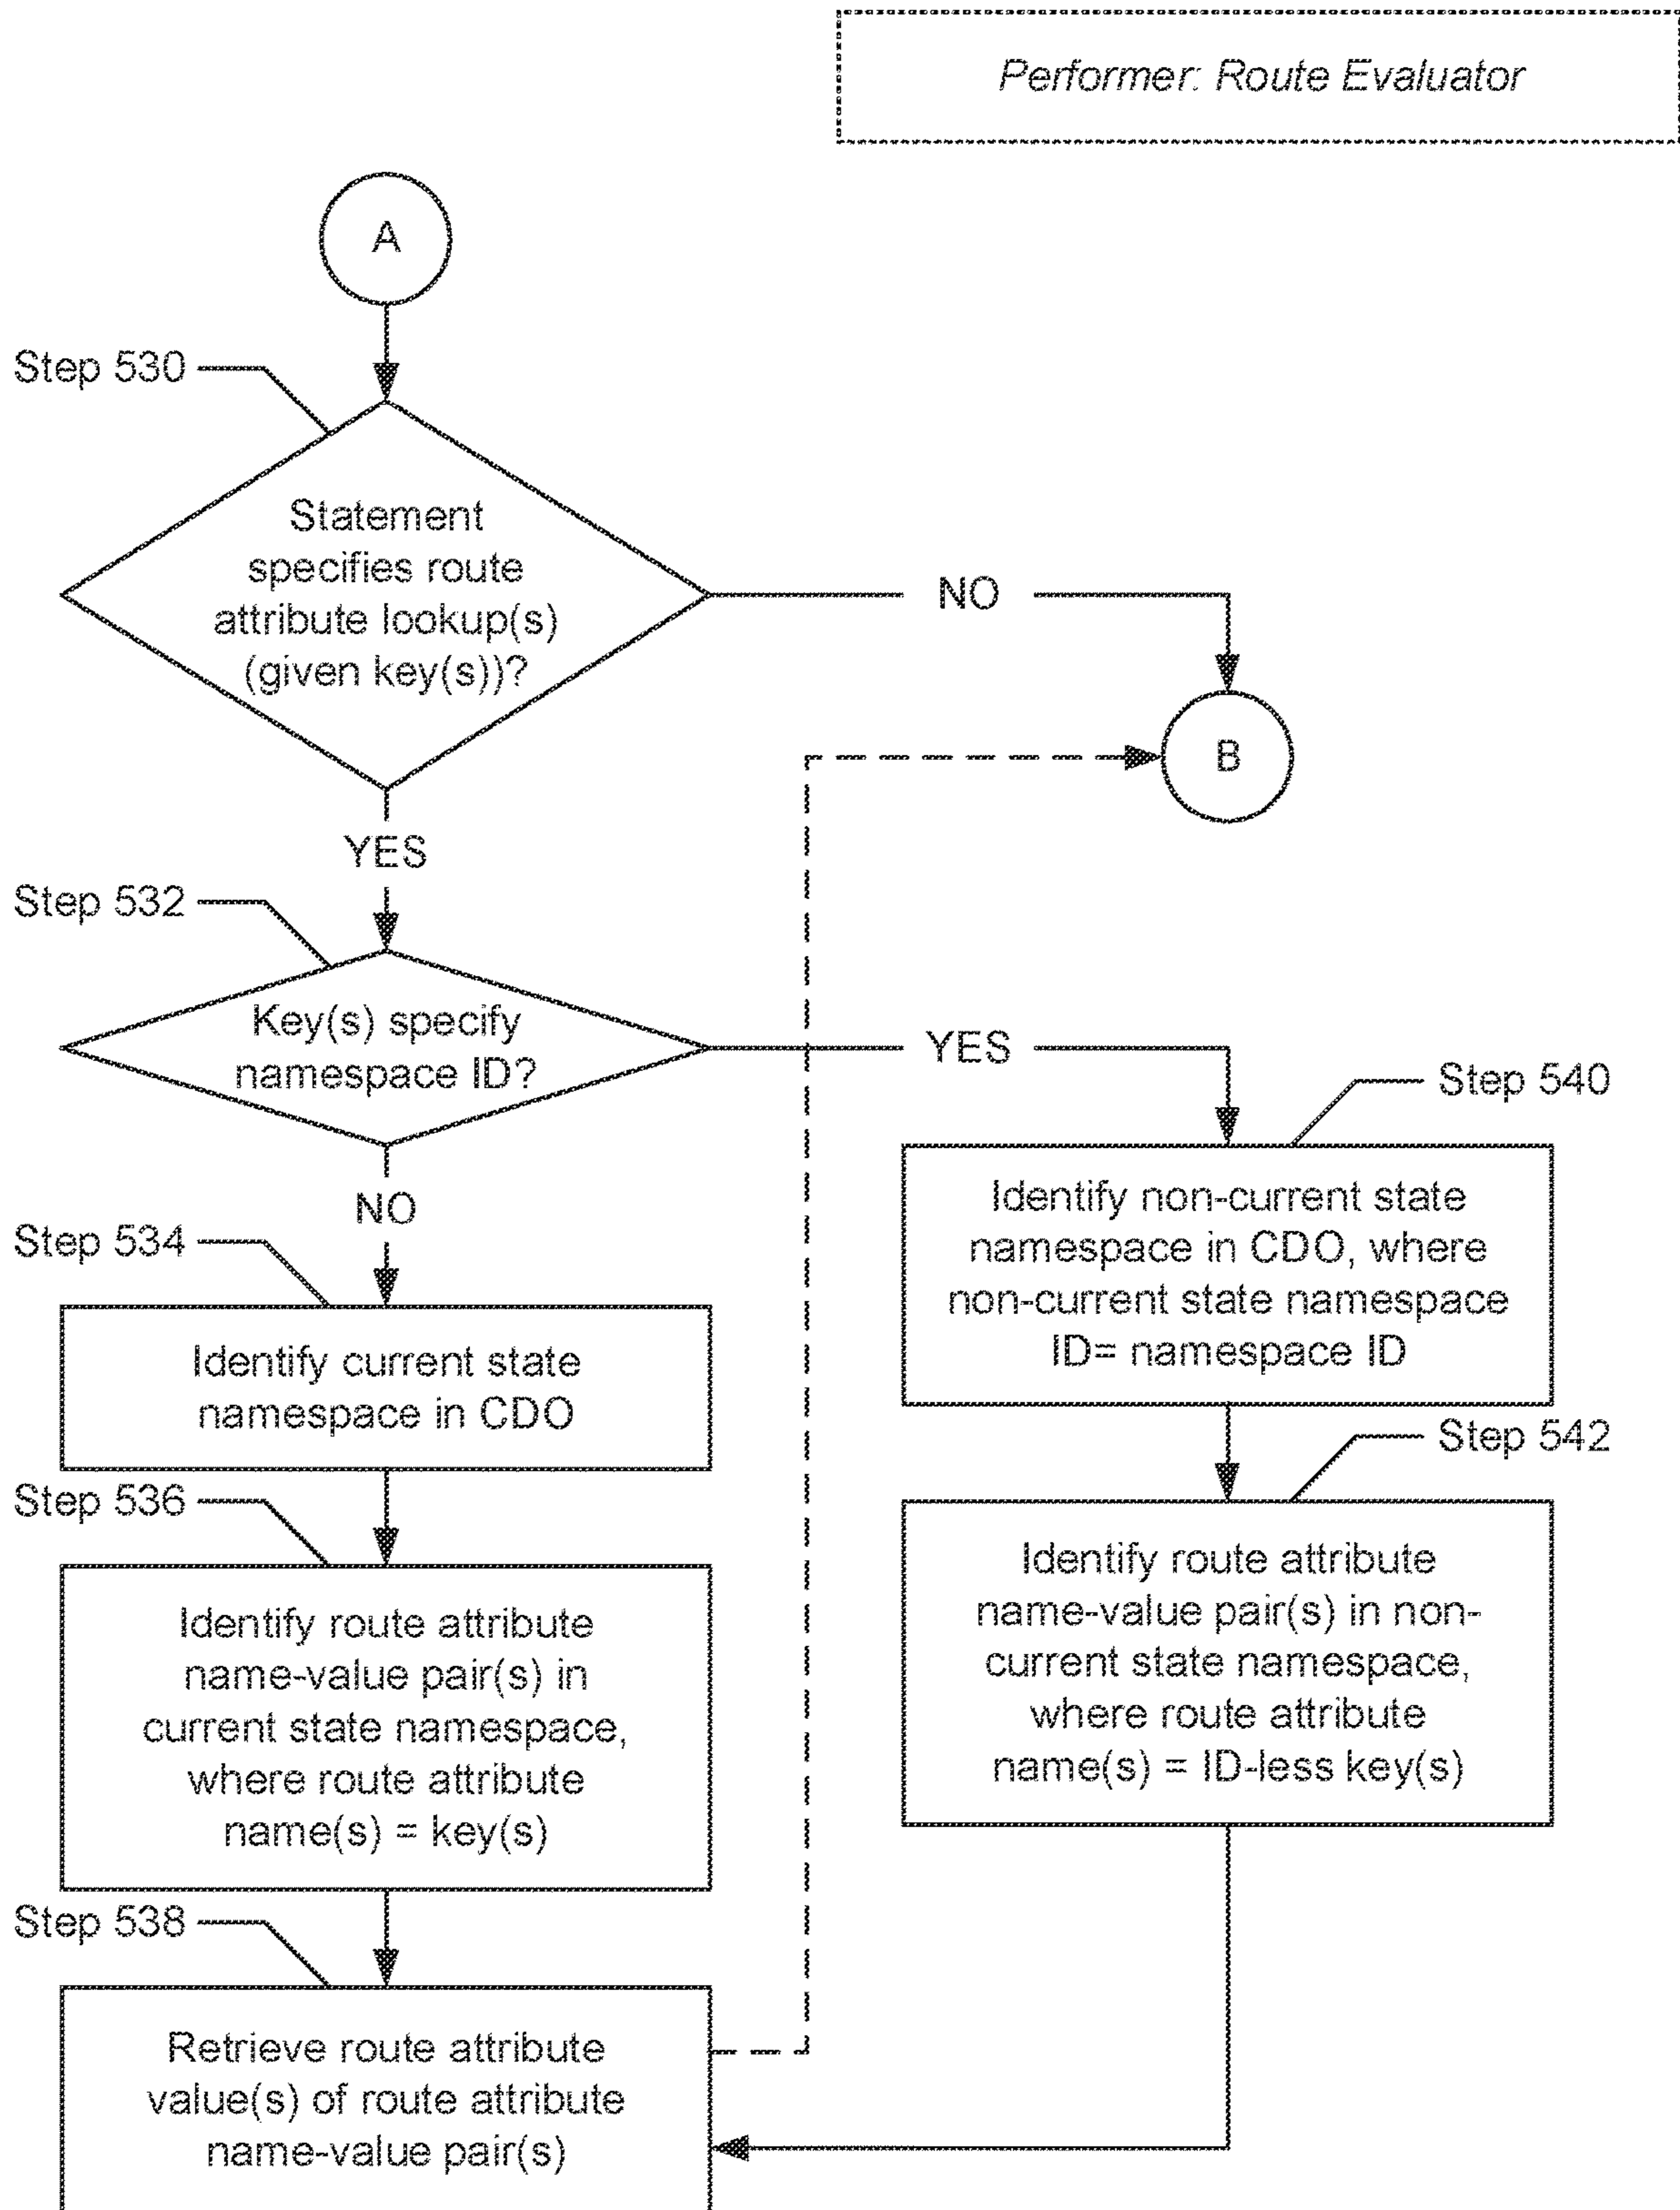 Performer: Route Evaluator
A
Step 530
Statement
specifies route
attribute lookup(s)
(given key(s))?
NO
B
YES
Step 532
Key(s) specify
namespace ID?
YES
Step 540
NO
Step 534
Identify non-current state
namespace in CDO, where
non-current state namespace
ID= namespace ID
Identify current state
namespace in CDO
Step 542
Step 536
Identify route attribute
name-value pair(s) in non-
current state namespace,
where route attribute
name(s) = ID-less key(s)
Identify route attribute
name-value pair(s) in
current state namespace,
where route attribute
name(s) = key(s)
Step 538
Retrieve route attribute
value(s) of route attribute
name-value pair(s)